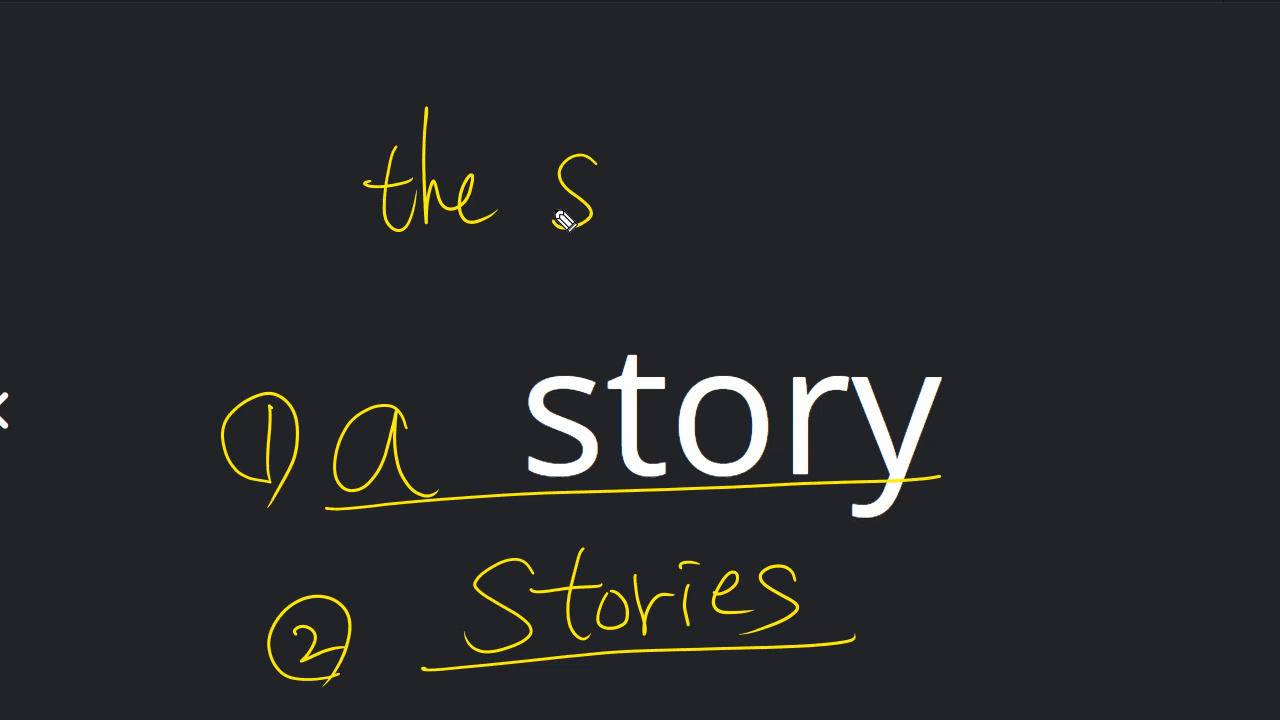 the s
① a story
② Stories